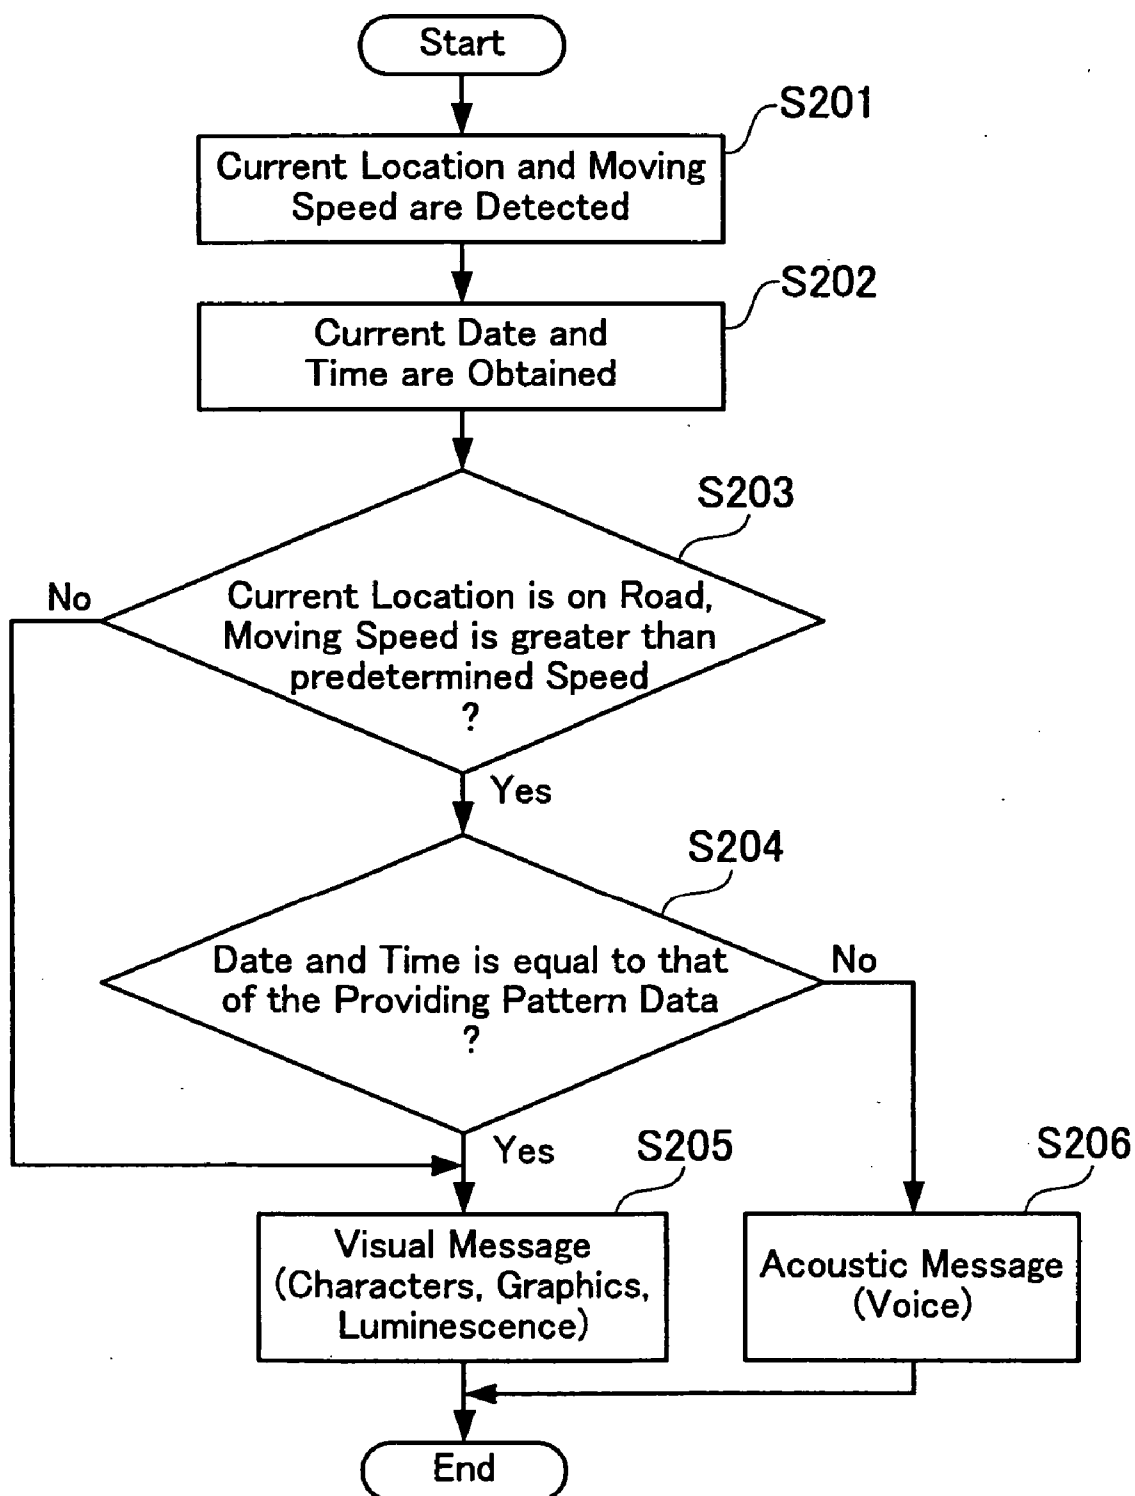 Start
S201
Current Location and Moving
Speed are Detected
S202
Current Date and
Time are Obtained
S203
No
Current Location is on Road,
Moving Speed is greater than
predetermined Speed
?
Yes
S204
Date and Time is equal to that
of the Providing Pattern Data
?
No
Yes
S205
S206
Visual Message
(Characters, Graphics,
Luminescence)
Acoustic Message
(Voice)
End